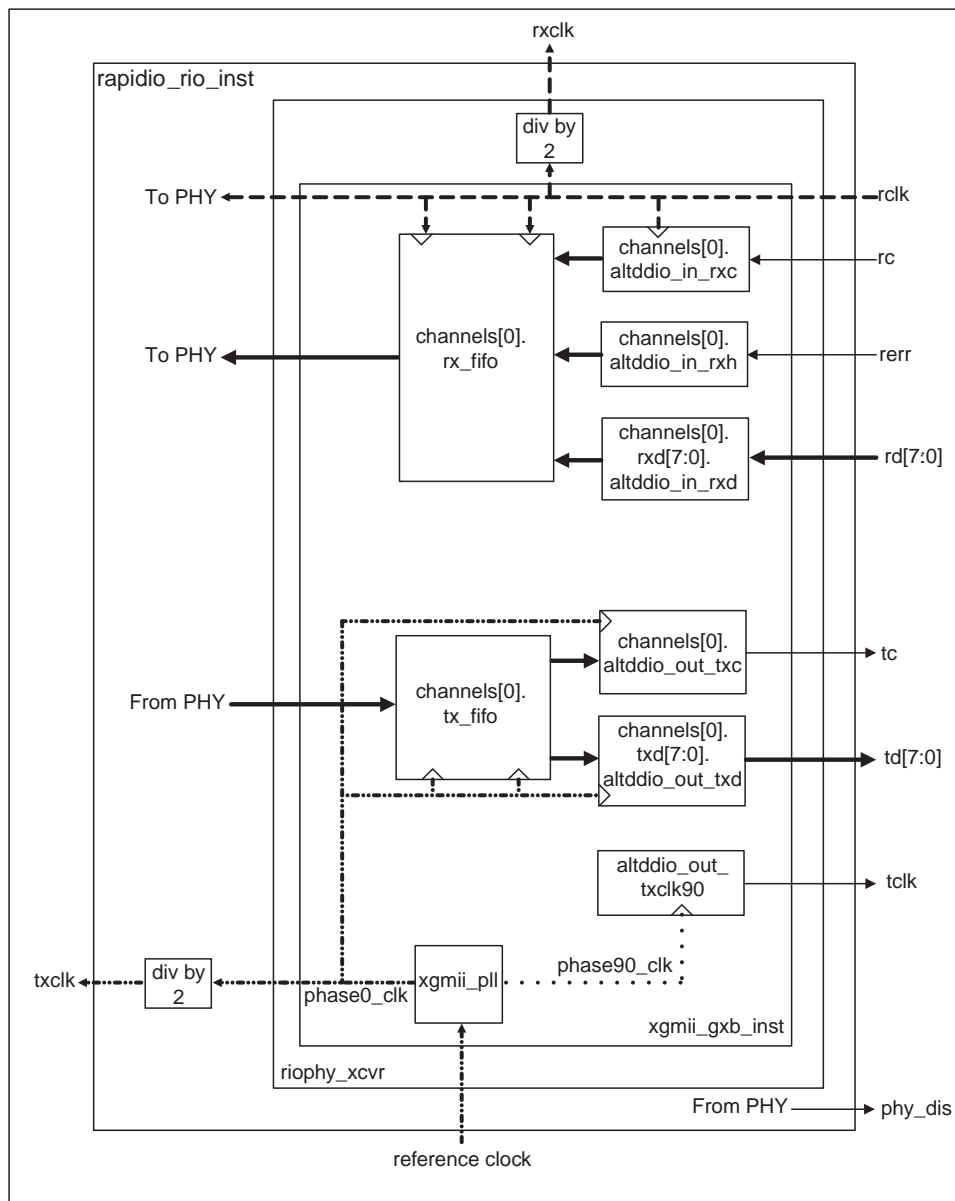 rxclk
rapidio_rio_inst
div by
2
To PHY
rclk
channels[0].
altddio_in_rxc
rc
channels[0].
rx_fifo
To PHY
channels[0].
altddio_in_rxh
rerr
channels[0].
rxd[7:0].
altddio_in_rxd
rd[7:0]
channels[0].
altddio_out_txc
tc
From PHY
channels[0].
tx_fifo
channels[0].
txd[7:0].
altddio_out_txd
td[7:0]
altddio_out_
txclk90
tclk
txclk
div by
2
phase0_clk
xgmii_pll
phase90_clk
xgmii_gxb_inst
riophy_xcvr
From PHY
phy_dis
reference clock